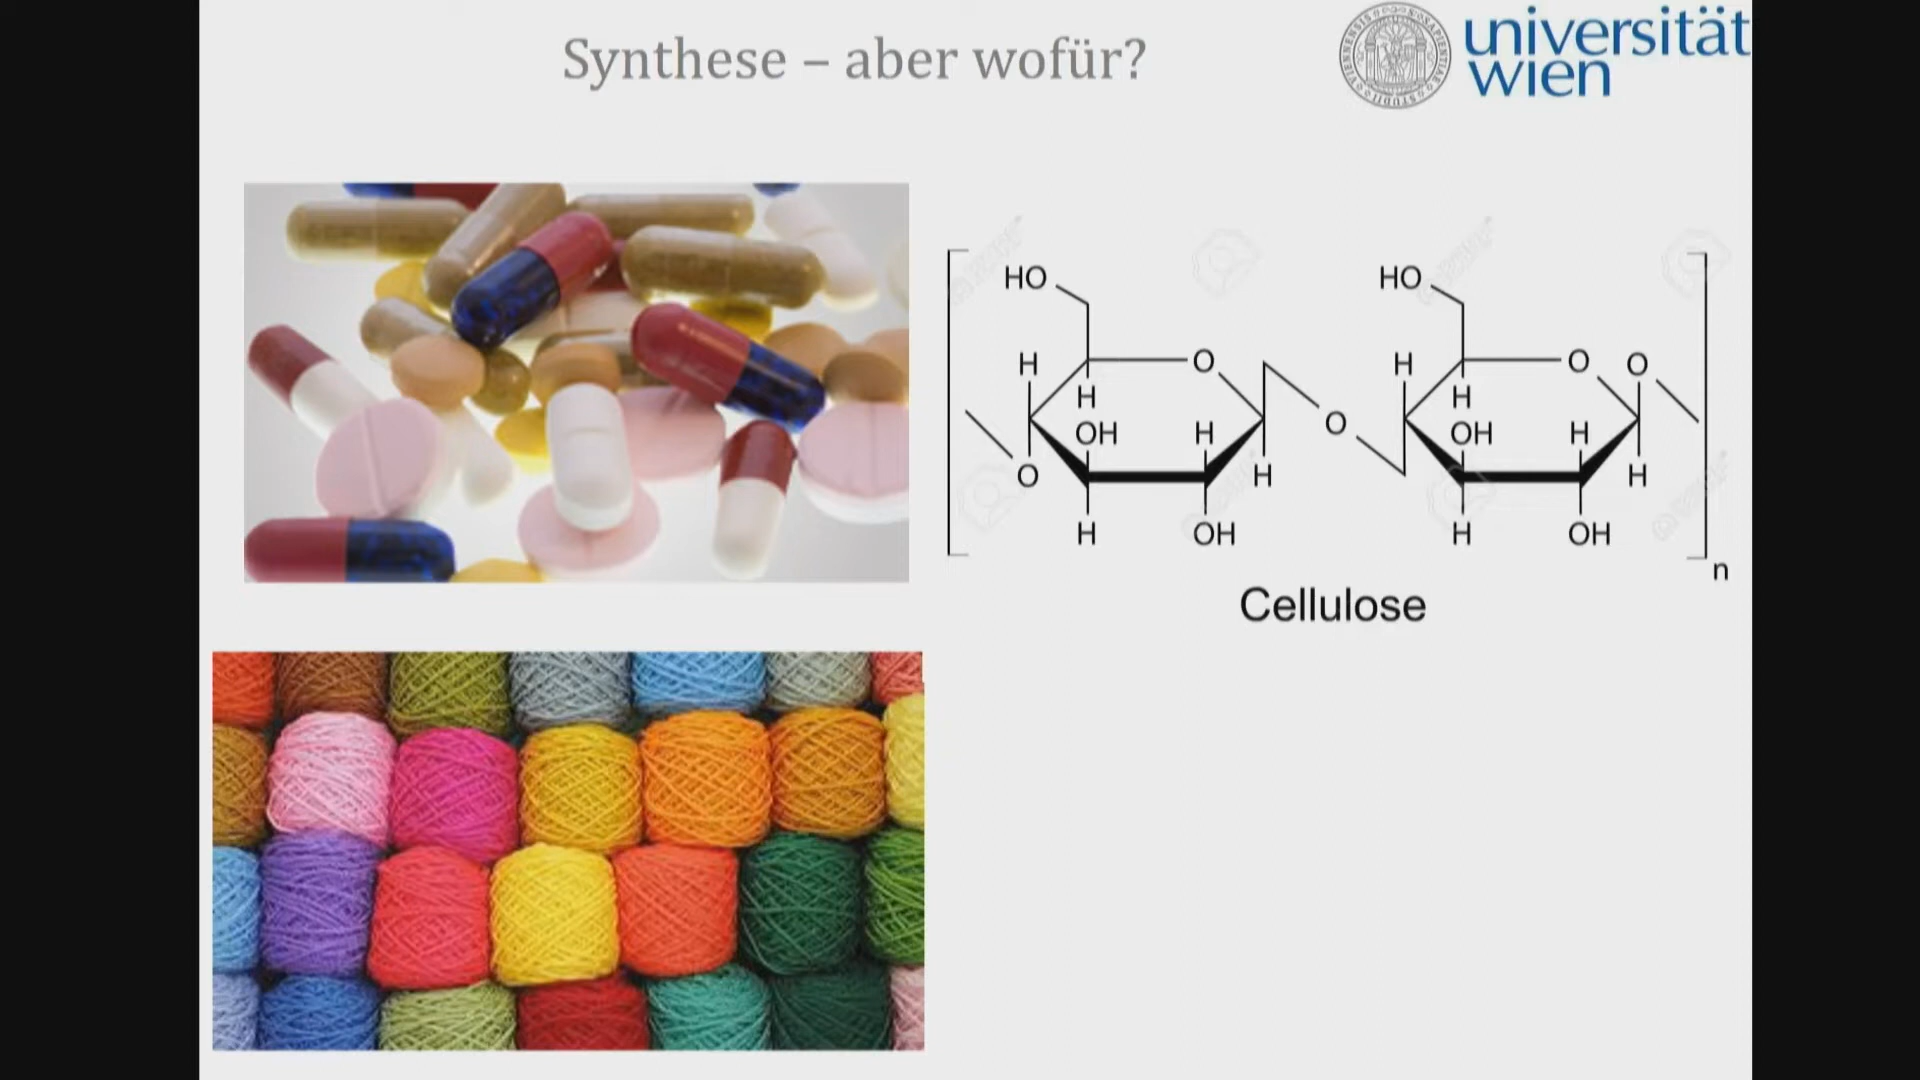 Synthese – aber wofür?
universität
wien
HO
HO
H
O
H
O
O
H
H
OH
H
O
OH
H
O
H
H
H
OH
H
OH
n
Cellulose